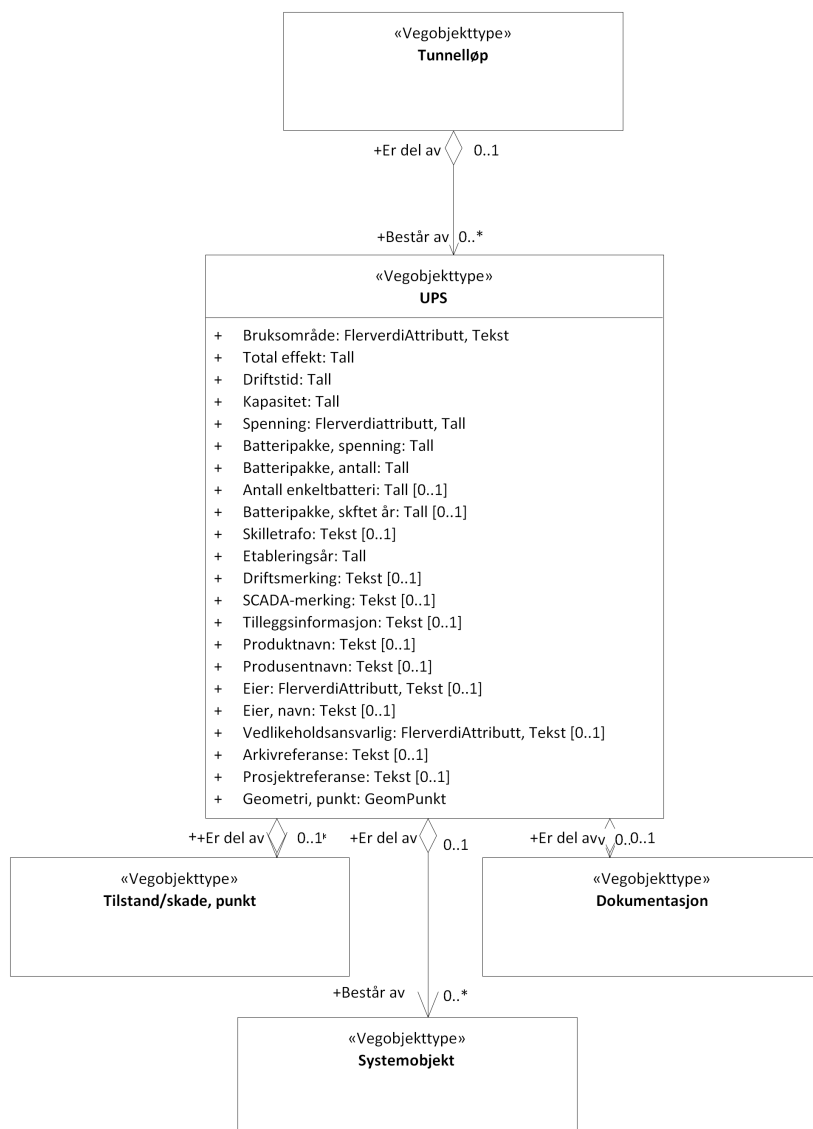 «Vegobjekttype»
Tunnelløp
+Er del av 0..1
+Består av 0..*
«Vegobjekttype»
UPS
+ Bruksområde: FlerverdiAttributt, Tekst
+ Total effekt: Tall
+ Driftstid: Tall
+ Kapasitet: Tall
+ Spenning: Flerverdiattributt, Tall
+ Batteripakke, spenning: Tall
+ Batteripakke, antall: Tall
+ Antall enkeltbatteri: Tall [0..1]
+ Batteripakke, skftet år: Tall [0..1]
+ Skilletrafo: Tekst [0..1]
+ Etableringsår: Tall
+ Driftsmerking: Tekst [0..1]
+ SCADA-merking: Tekst [0..1]
+ Tilleggsinformasjon: Tekst [0..1]
+ Produktnavn: Tekst [0..1]
+ Produsentnavn: Tekst [0..1]
+ Eier: FlerverdiAttributt, Tekst [0..1]
+ Eier, navn: Tekst [0..1]
+ Vedlikeholdsansvarlig: FlerverdiAttributt, Tekst [0..1]
+ Arkivreferanse: Tekst [0..1]
+ Prosjektreferanse: Tekst [0..1]
+ Geometri, punkt: GeomPunkt
+Er del av 0..1 +Er del av 0..1 +Er del av 0..1
«Vegobjekttype» «Vegobjekttype»
Tilstand/skade, punkt Dokumentasjon
+Består av 0..*
«Vegobjekttype»
Systemobjekt